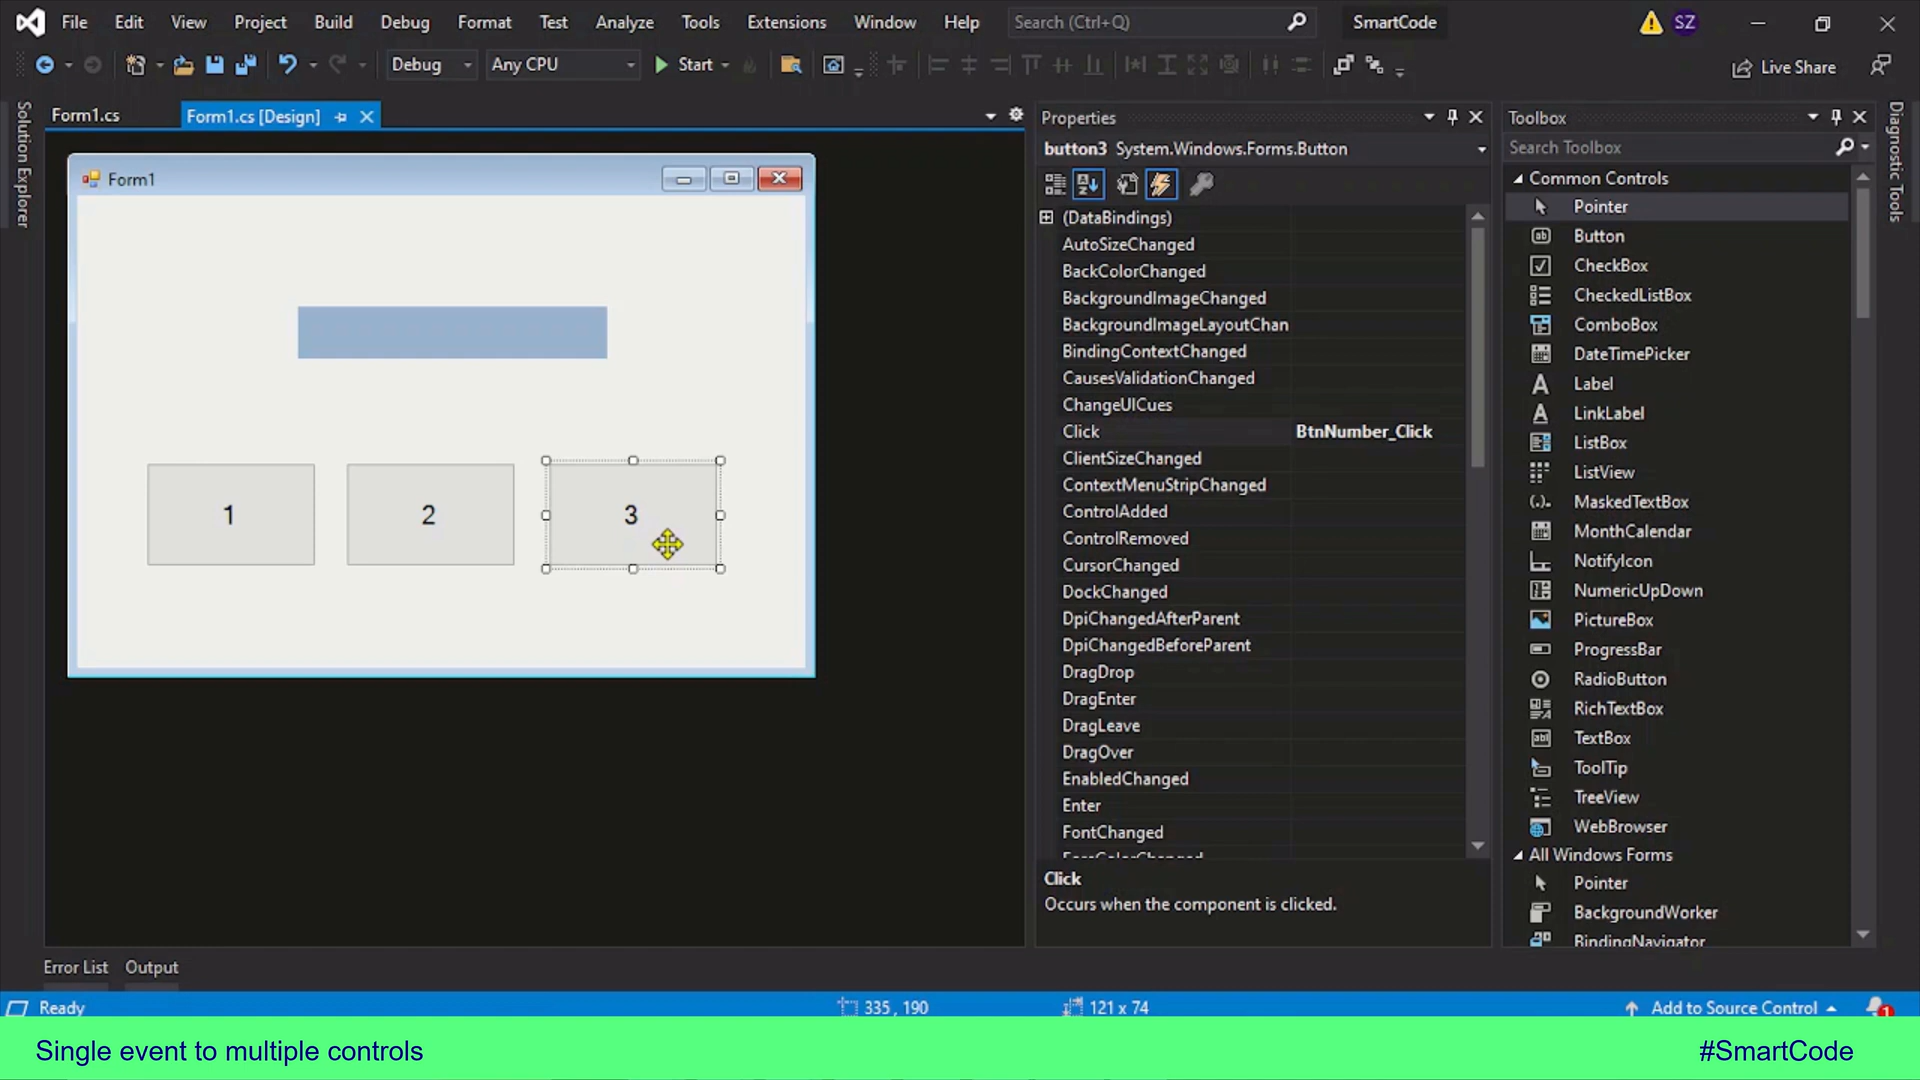 File Edit View Project Build Debug Format Test Analyze Tools Extensions Window Help Search (Ctrl+Q) SmartCode SZ
Debug Any CPU Start Live Share
Solution Explorer
Form1.cs Form1.cs [Design]
Form1
1 2 3
Properties
button3 System.Windows.Forms.Button
(DataBindings)
AutoSizeChanged
BackColorChanged
BackgroundImageChanged
BackgroundImageLayoutChan
BindingContextChanged
CausesValidationChanged
ChangeUICues
Click BtnNumber_Click
ClientSizeChanged
ContextMenuStripChanged
ControlAdded
ControlRemoved
CursorChanged
DockChanged
DpiChangedAfterParent
DpiChangedBeforeParent
DragDrop
DragEnter
DragLeave
DragOver
EnabledChanged
Enter
FontChanged
ForeColorChanged
Click
Occurs when the component is clicked.
Toolbox
Search Toolbox
Common Controls
Pointer
Button
CheckBox
CheckedListBox
ComboBox
DateTimePicker
Label
LinkLabel
ListBox
ListView
MaskedTextBox
MonthCalendar
NotifyIcon
NumericUpDown
PictureBox
ProgressBar
RadioButton
RichTextBox
TextBox
ToolTip
TreeView
WebBrowser
All Windows Forms
Pointer
BackgroundWorker
BindingNavigator
Diagnostic Tools
Error List Output
Ready 335 , 190 121 x 74 Add to Source Control 1
Single event to multiple controls #SmartCode